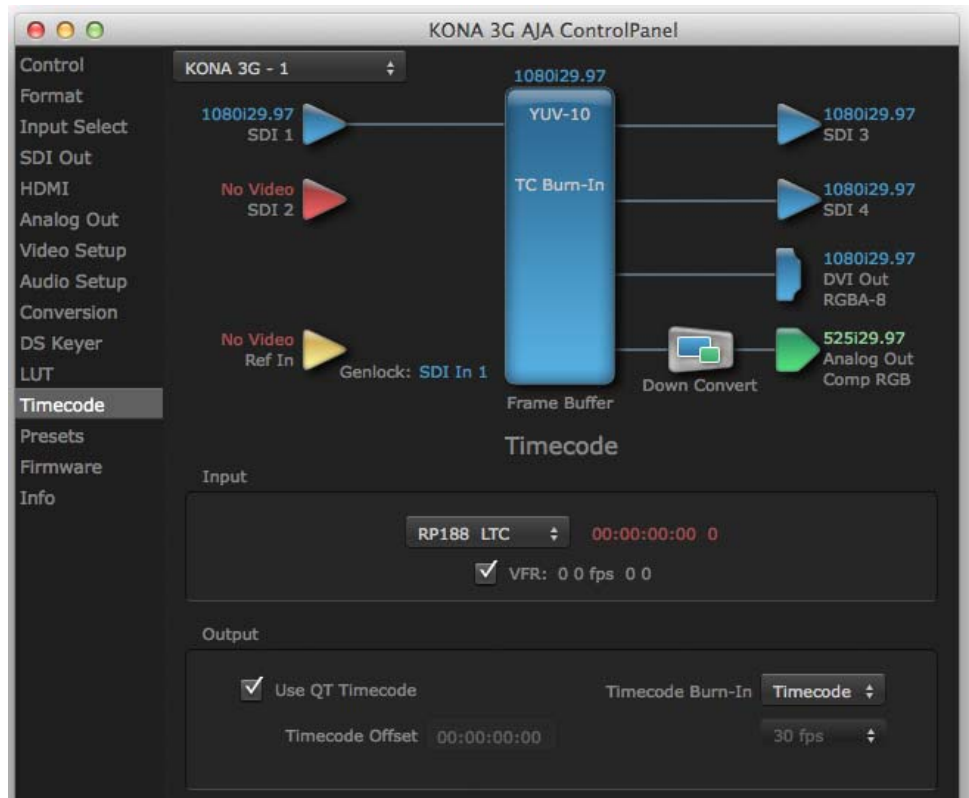 KONA 3G AJA ControlPanel
Control
Format
Input Select
SDI Out
HDMI
Analog Out
Video Setup
Audio Setup
Conversion
DS Keyer
LUT
Timecode
Presets
Firmware
Info
KONA 3G - 1
1080i29.97
SDI 1
No Video
SDI 2
No Video
Ref In
Genlock: SDI In 1
1080i29.97
YUV-10
TC Burn-In
Frame Buffer
1080i29.97
SDI 3
1080i29.97
SDI 4
1080i29.97
DVI Out
RGBA-8
Down Convert
525i29.97
Analog Out
Comp RGB
Timecode
Input
RP188 LTC 00:00:00:00 0
VFR: 0 0 fps 0 0
Output
Use QT Timecode
Timecode Burn-In Timecode
Timecode Offset 00:00:00:00
30 fps